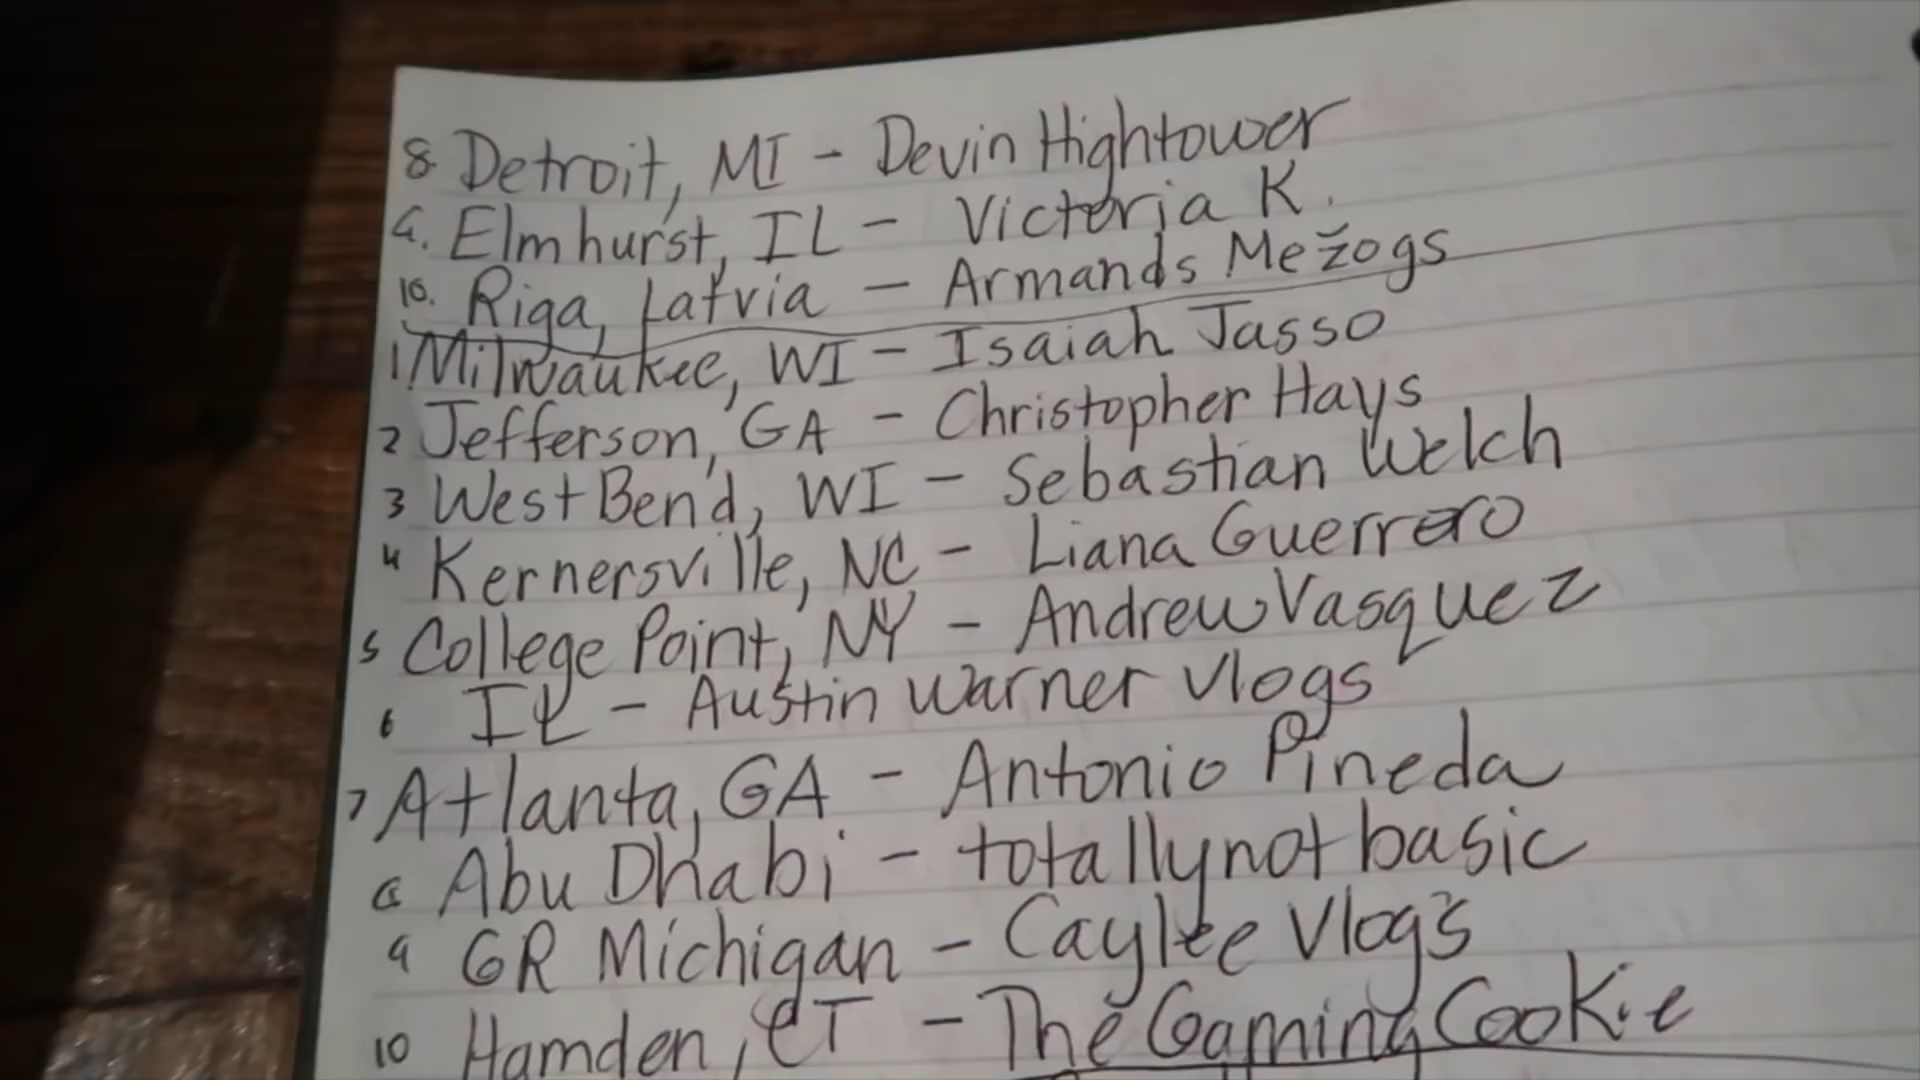 8 Detroit, MI - Devin Hightower
9. Elmhurst, IL - Victoria K.
10. Riga, Latvia - Armands Mežogs
1 Milwaukee, WI - Isaiah Jasso
2 Jefferson, GA - Christopher Hays
3 West Bend, WI - Sebastian Welch
4 Kernersville, NC - Liana Guerrero
5 College Point, NY - Andrew Vasquez
6 IL - Austin Warner Vlogs
7 Atlanta, GA - Antonio Pineda
8 Abu Dhabi - totallynotbasic
9 GR Michigan - Caylee Vlogs
10 Hamden, CT - The Gaming Cookie